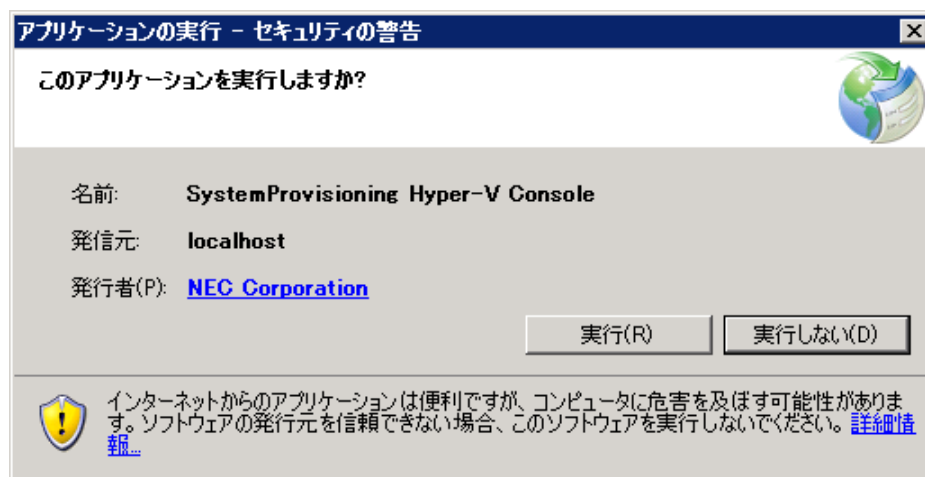 アプリケーションの実行 - セキュリティの警告
このアプリケーションを実行しますか?
名前: SystemProvisioning Hyper-V Console
発信元: localhost
発行者(P): NEC Corporation
実行(R) 実行しない(D)
インターネットからのアプリケーションは便利ですが、コンピュータに危害を及ぼす可能性がありま
す。ソフトウェアの発行元を信頼できない場合、このソフトウェアを実行しないでください。詳細情
報...